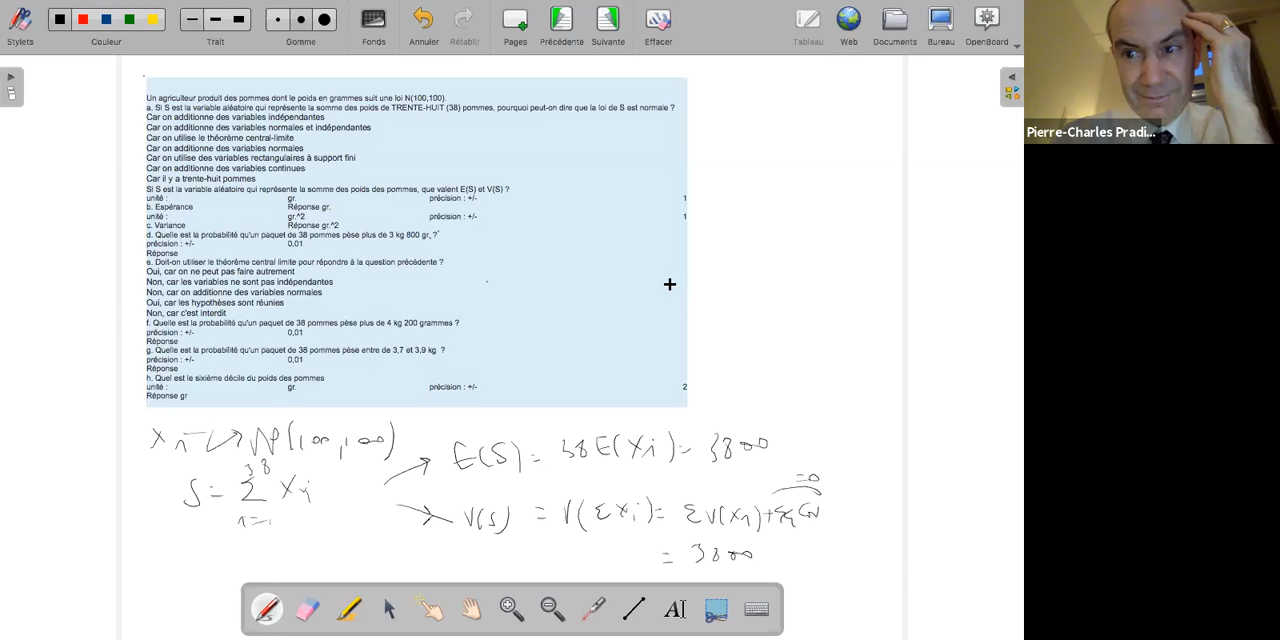 Stylets Couleur Trait Gomme Fonds Annuler Rétablir Pages Précédente Suivante Effacer Tableau Web Documents Bureau OpenBoard
Pierre-Charles Pradi...
Un agriculteur produit des pommes dont le poids en grammes suit une loi N(100,100).
a. Si S est la variable aléatoire qui représente la somme des poids de TRENTE-HUIT (38) pommes, pourquoi peut-on dire que la loi de S est normale ?
Car on additionne des variables indépendantes
Car on additionne des variables normales et indépendantes
Car on utilise le théorème central-limite
Car on additionne des variables normales
Car on utilise des variables rectangulaires à support fini
Car on additionne des variables continues
Car il y a trente-huit pommes
Si S est la variable aléatoire qui représente la somme des poids des pommes, que valent E(S) et V(S) ?
unité : gr. précision : +/- 1
b. Espérance Réponse gr.
unité : gr.^2 précision : +/- 1
c. Variance Réponse gr.^2
d. Quelle est la probabilité qu'un paquet de 38 pommes pèse plus de 3 kg 800 gr. ?
précision : +/- 0,01
Réponse
e. Doit-on utiliser le théorème central limite pour répondre à la question précédente ?
Oui, car on ne peut pas faire autrement
Non, car les variables ne sont pas indépendantes
Non, car on additionne des variables normales
Oui, car les hypothèses sont réunies
Non, car c'est interdit
f. Quelle est la probabilité qu'un paquet de 38 pommes pèse plus de 4 kg 200 grammes ?
précision : +/- 0,01
Réponse
g. Quelle est la probabilité qu'un paquet de 38 pommes pèse entre de 3,7 et 3,9 kg ?
précision : +/- 0,01
Réponse
h. Quel est le sixième décile du poids des pommes
unité : gr. précision : +/- 2
Réponse gr
(100,100) E(S) = 38 E(Xi) = 3800
S = 38 Σ Xi
V(S) = V(ΣXi) = ΣV(Xi) + =0
= 3800